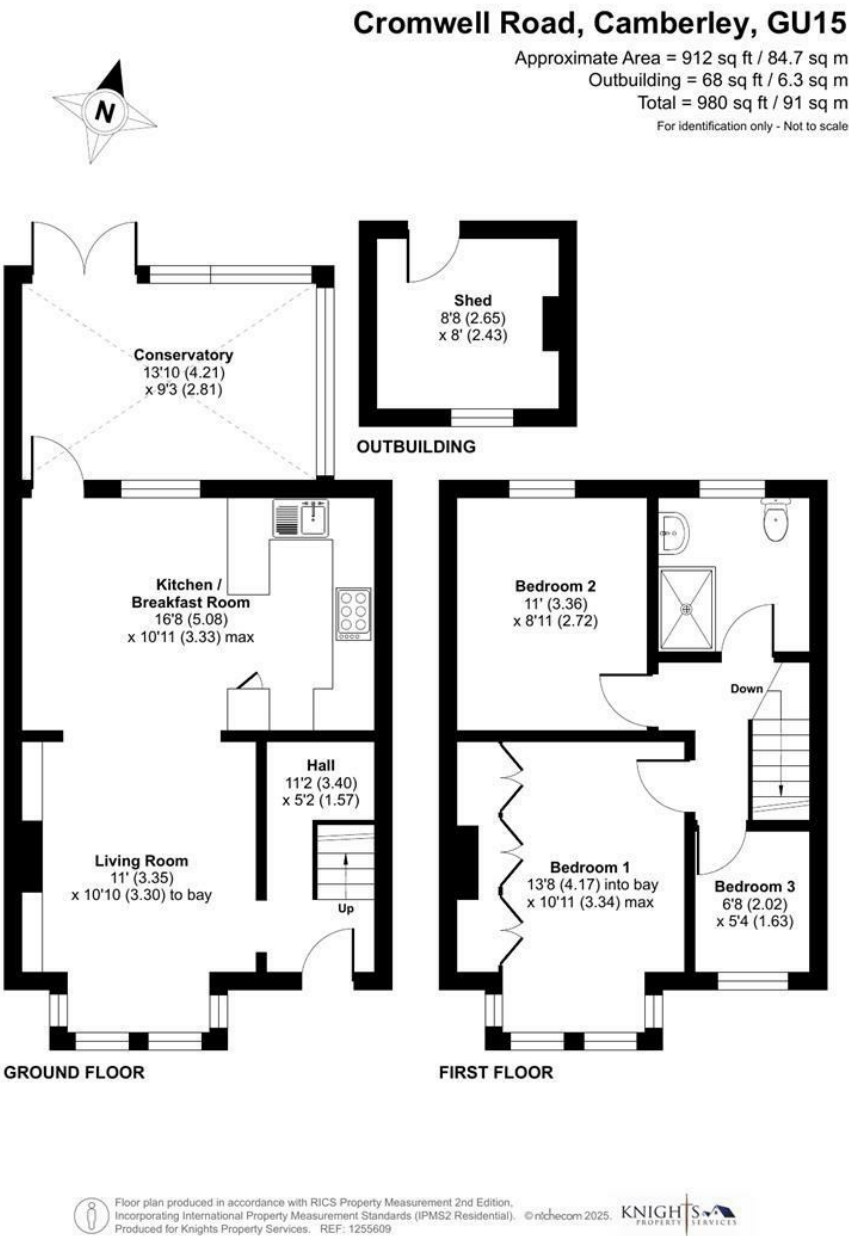 Cromwell Road, Camberley, GU15
Approximate Area = 912 sq ft / 84.7 sq m
Outbuilding = 68 sq ft / 6.3 sq m
Total = 980 sq ft / 91 sq m
For identification only - Not to scale
N
Conservatory
13'10 (4.21)
x 9'3 (2.81)
Shed
8'8 (2.65)
x 8' (2.43)
OUTBUILDING
Kitchen /
Breakfast Room
16'8 (5.08)
x 10'11 (3.33) max
Hall
11'2 (3.40)
x 5'2 (1.57)
Living Room
11' (3.35)
x 10'10 (3.30) to bay
Up
GROUND FLOOR
Bedroom 2
11' (3.36)
x 8'11 (2.72)
Down
Bedroom 1
13'8 (4.17) into bay
x 10'11 (3.34) max
Bedroom 3
6'8 (2.02)
x 5'4 (1.63)
FIRST FLOOR
Floor plan produced in accordance with RICS Property Measurement 2nd Edition,
Incorporating International Property Measurement Standards (IPMS2 Residential). © nichecom 2025.
Produced for Knights Property Services. REF: 1255609
KNIGHTS
PROPERTY SERVICES